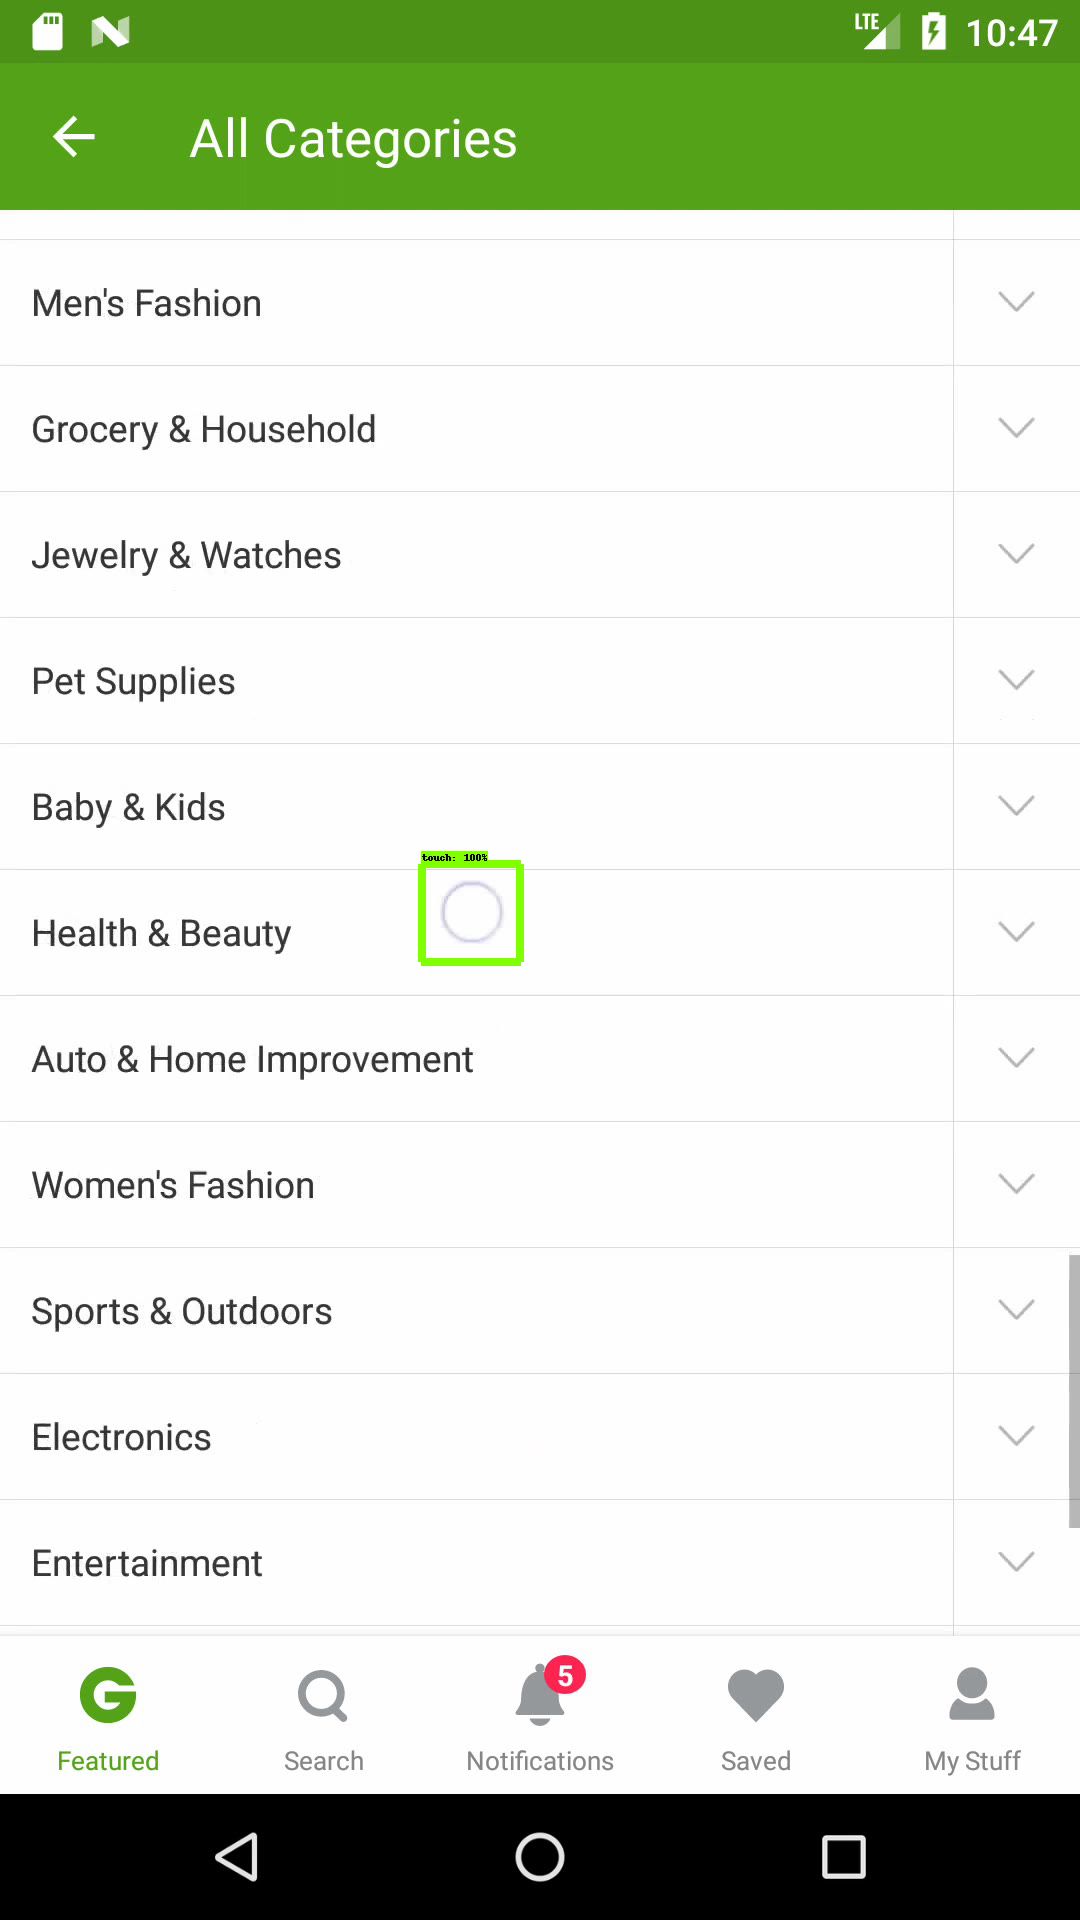 LTE 10:47
All Categories
Men's Fashion
Grocery & Household
Jewelry & Watches
Pet Supplies
Baby & Kids
touch: 100%
Health & Beauty
Auto & Home Improvement
Women's Fashion
Sports & Outdoors
Electronics
Entertainment
5
Featured Search Notifications Saved My Stuff